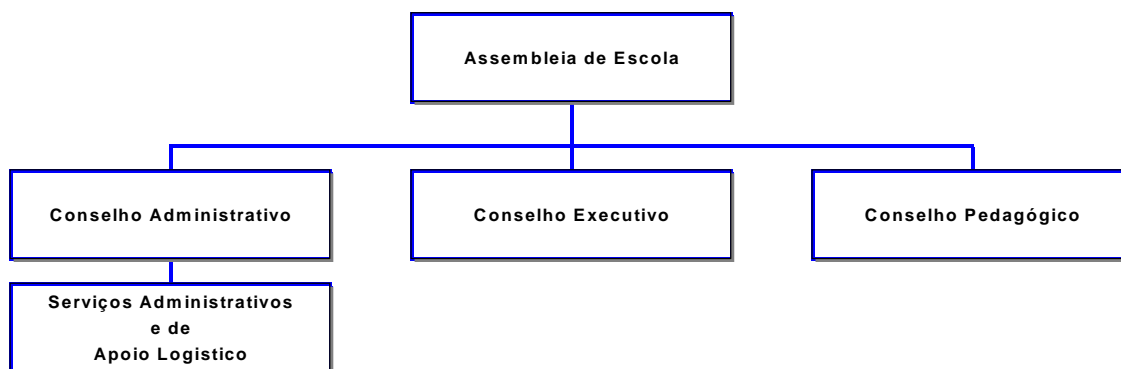 Assembleia de Escola
Conselho Administrativo
Conselho Executivo
Conselho Pedagógico
Serviços Administrativos
e de
Apoio Logistico